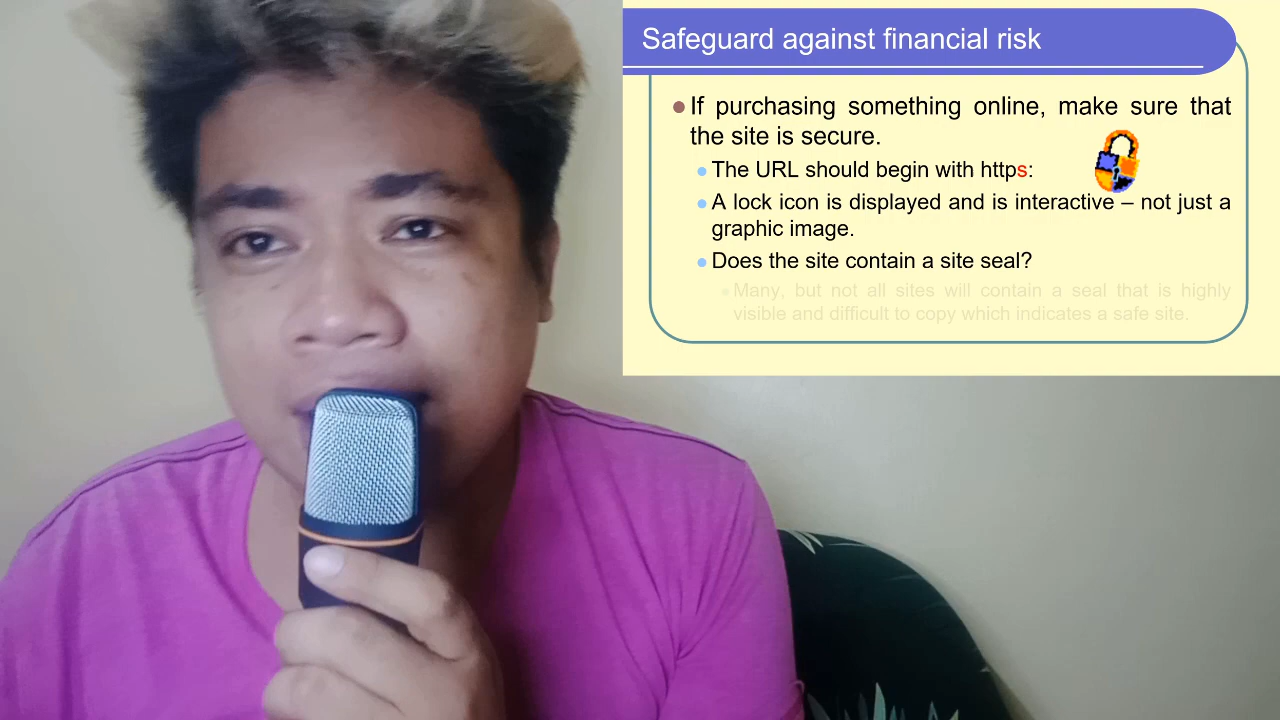 Safeguard against financial risk
If purchasing something online, make sure that
the site is secure.
The URL should begin with https:
A lock icon is displayed and is interactive – not just a
graphic image.
Does the site contain a site seal?
Many, but not all sites will contain a seal that is highly
visible and difficult to copy which indicates a safe site.